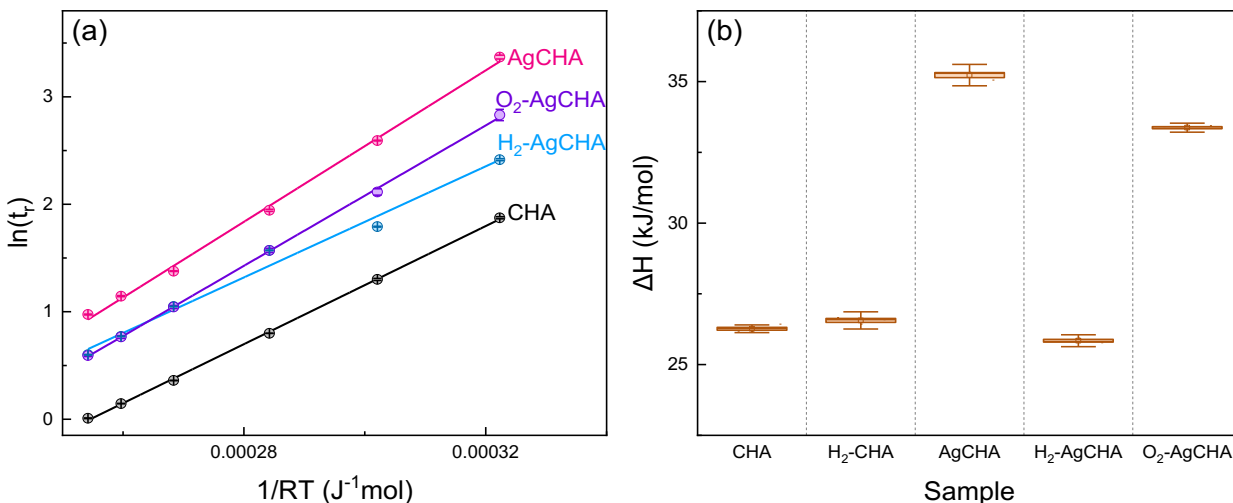 (a)
AgCHA
O₂-AgCHA
H₂-AgCHA
CHA
ln(tᵣ)
3
2
1
0
0.00028
0.00032
1/RT (J⁻¹mol)
(b)
ΔH (kJ/mol)
35
30
25
CHA
H₂-CHA
AgCHA
H₂-AgCHA
O₂-AgCHA
Sample